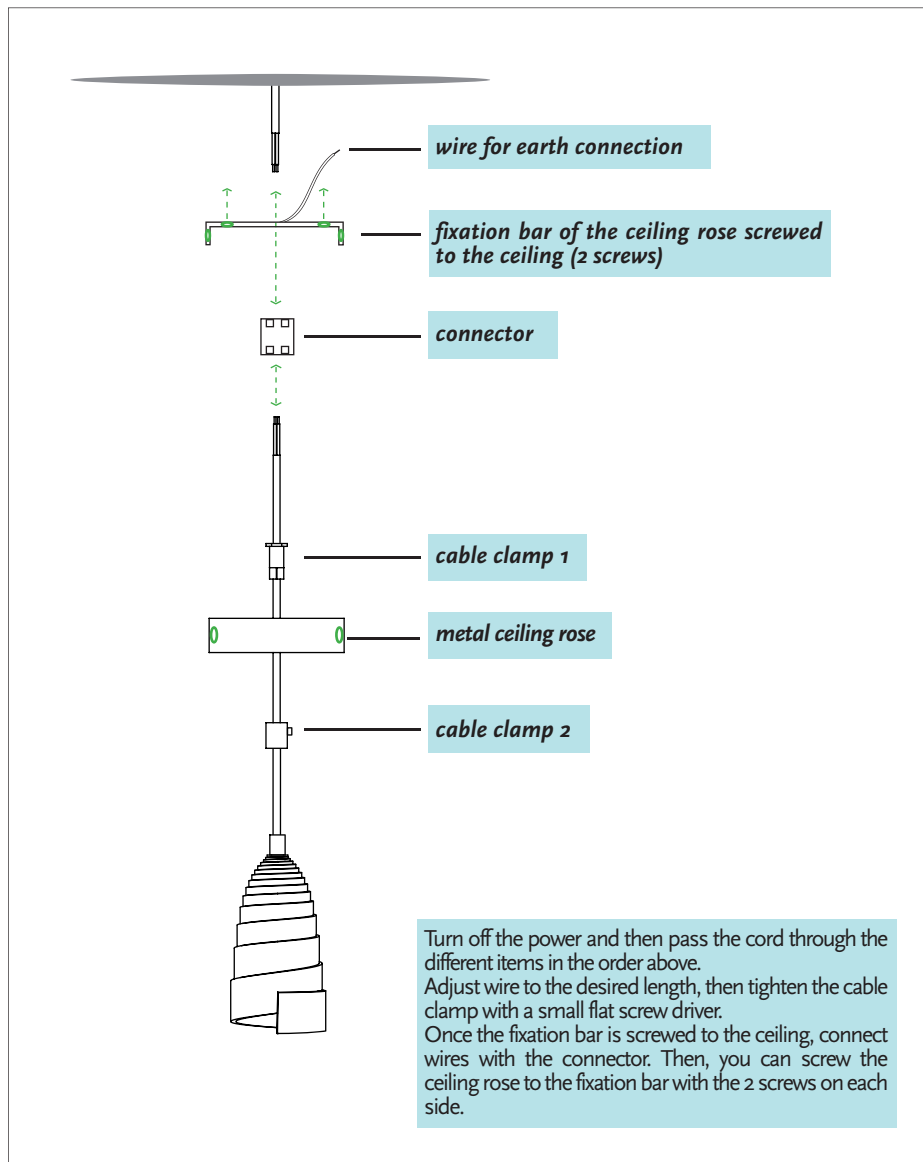 wire for earth connection
fixation bar of the ceiling rose screwed
to the ceiling (2 screws)
connector
cable clamp 1
metal ceiling rose
cable clamp 2
Turn off the power and then pass the cord through the
different items in the order above.
Adjust wire to the desired length, then tighten the cable
clamp with a small flat screw driver.
Once the fixation bar is screwed to the ceiling, connect
wires with the connector. Then, you can screw the
ceiling rose to the fixation bar with the 2 screws on each
side.